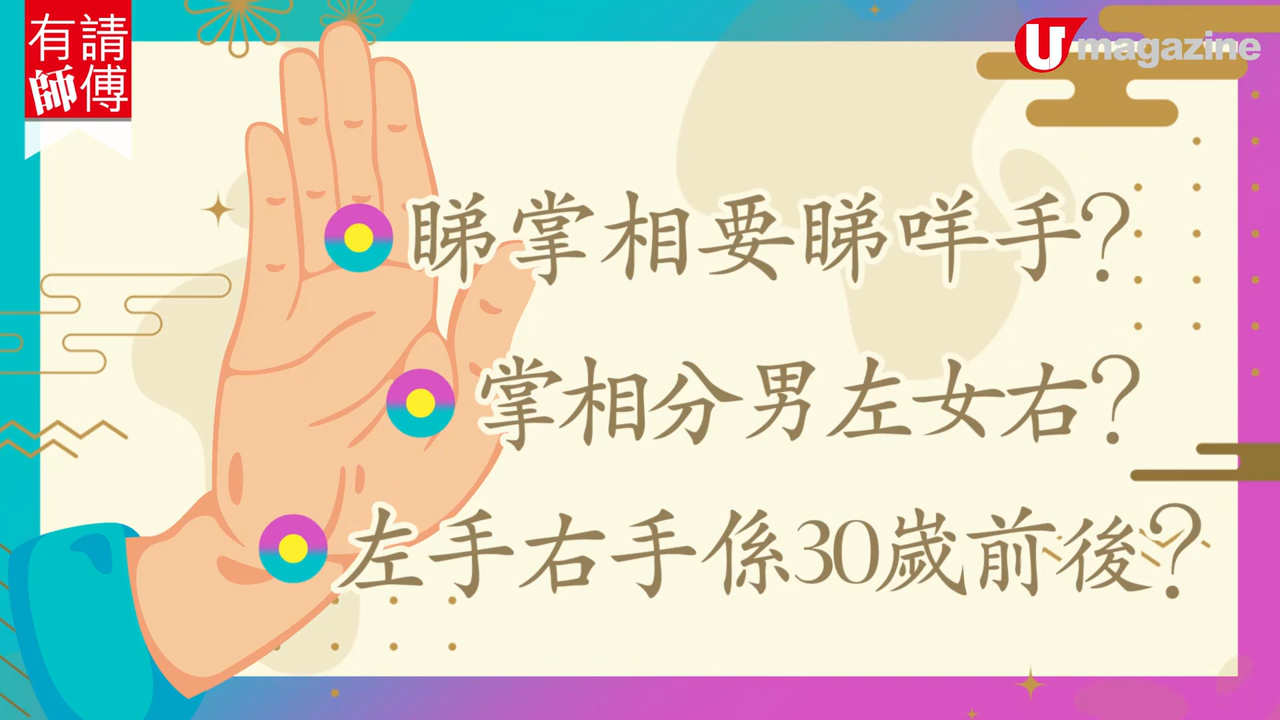 有請
師傅
U magazine
睇掌相要睇咩手?
掌相分男左女右?
左手右手係30歲前後?